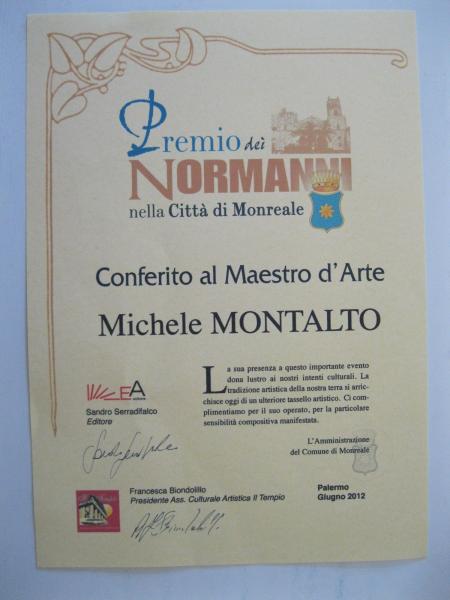 Premio dei
NORMANNI
nella Città di Monreale
Conferito al Maestro d'Arte
Michele MONTALTO
La sua presenza a questo importante evento
dona lustro ai nostri intenti culturali. La
tradizione artistica della nostra terra si arric-
chisce oggi di un ulteriore tassello artistico. Ci com-
plimentiamo per il suo operato, per la particolare
sensibilità compositiva manifestata.
EA
Sandro Serradifalco
Editore
L'Amministrazione
del Comune di Monreale
Francesca Biondolillo
Presidente Ass. Culturale Artistica Il Tempio
Palermo
Giugno 2012